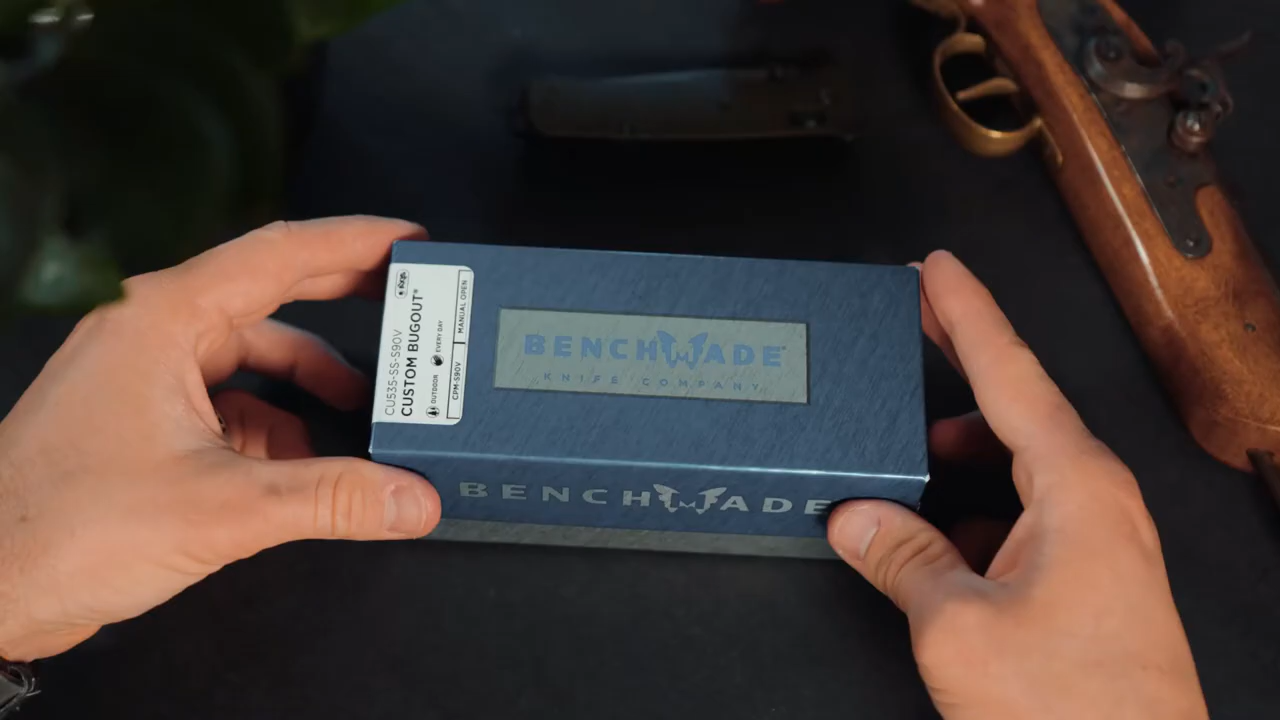 CU535-SS-S90V
CUSTOM BUGOUT®
OUTDOOR
EVERY DAY
CPM-S90V
MANUAL OPEN
BENCHMADE®
KNIFE COMPANY
BENCHMADE